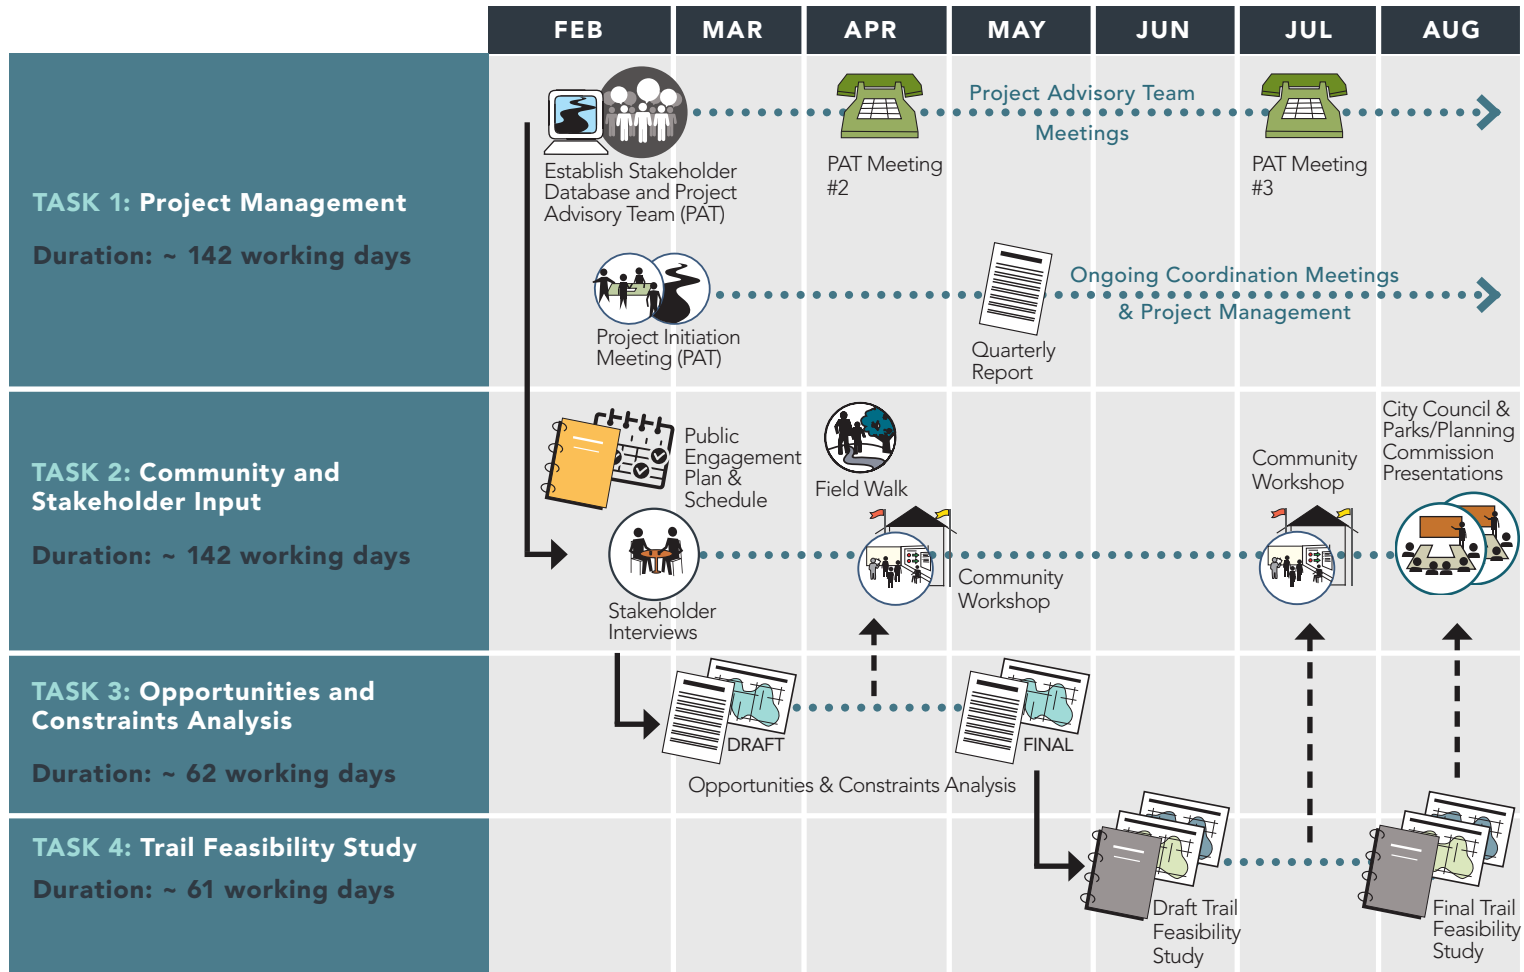 FEB MAR APR MAY JUN JUL AUG
TASK 1: Project Management
Duration: ~ 142 working days
Establish Stakeholder
Database and Project
Advisory Team (PAT)
PAT Meeting
#2
Project Advisory Team
Meetings
PAT Meeting
#3
Project Initiation
Meeting (PAT)
Quarterly
Report
Ongoing Coordination Meetings
& Project Management
TASK 2: Community and
Stakeholder Input
Duration: ~ 142 working days
Public
Engagement
Plan &
Schedule
Stakeholder
Interviews
Field Walk
Community
Workshop
Community
Workshop
City Council &
Parks/Planning
Commission
Presentations
TASK 3: Opportunities and
Constraints Analysis
Duration: ~ 62 working days
DRAFT
FINAL
Opportunities & Constraints Analysis
TASK 4: Trail Feasibility Study
Duration: ~ 61 working days
Draft Trail
Feasibility
Study
Final Trail
Feasibility
Study